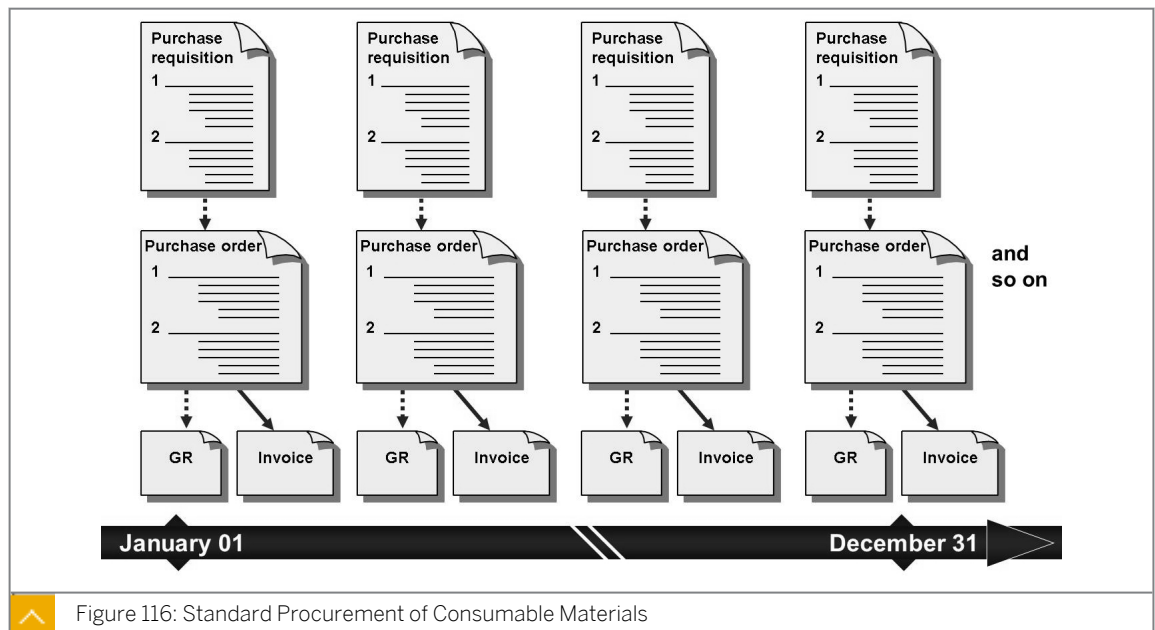 Purchase requisition
1
2
Purchase requisition
1
2
Purchase requisition
1
2
Purchase requisition
1
2
Purchase order
1
2
Purchase order
1
2
Purchase order
1
2
Purchase order
1
2
and
so on
GR
Invoice
GR
Invoice
GR
Invoice
GR
Invoice
January 01
December 31
Figure 116: Standard Procurement of Consumable Materials